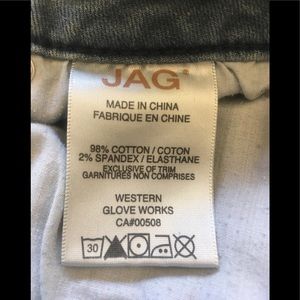 JAG
MADE IN CHINA
FABRIQUE EN CHINE
98% COTTON / COTON
2% SPANDEX / ELASTHANE
EXCLUSIVE OF TRIM
GARNITURES NON COMPRISES
WESTERN
GLOVE WORKS
CA#00508
30